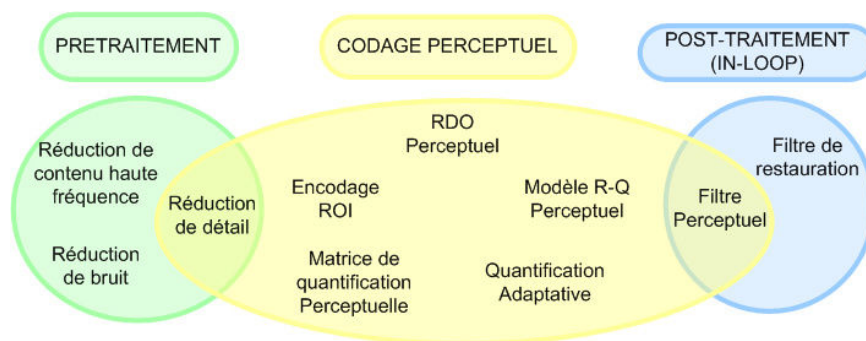 PRETRAITEMENT
CODAGE PERCEPTUEL
POST-TRAITEMENT
(IN-LOOP)
Réduction de
contenu haute
fréquence
Réduction
de bruit
Réduction
de détail
RDO
Perceptuel
Encodage
ROI
Modèle R-Q
Perceptuel
Matrice de
quantification
Perceptuelle
Quantification
Adaptative
Filtre
Perceptuel
Filtre de
restauration